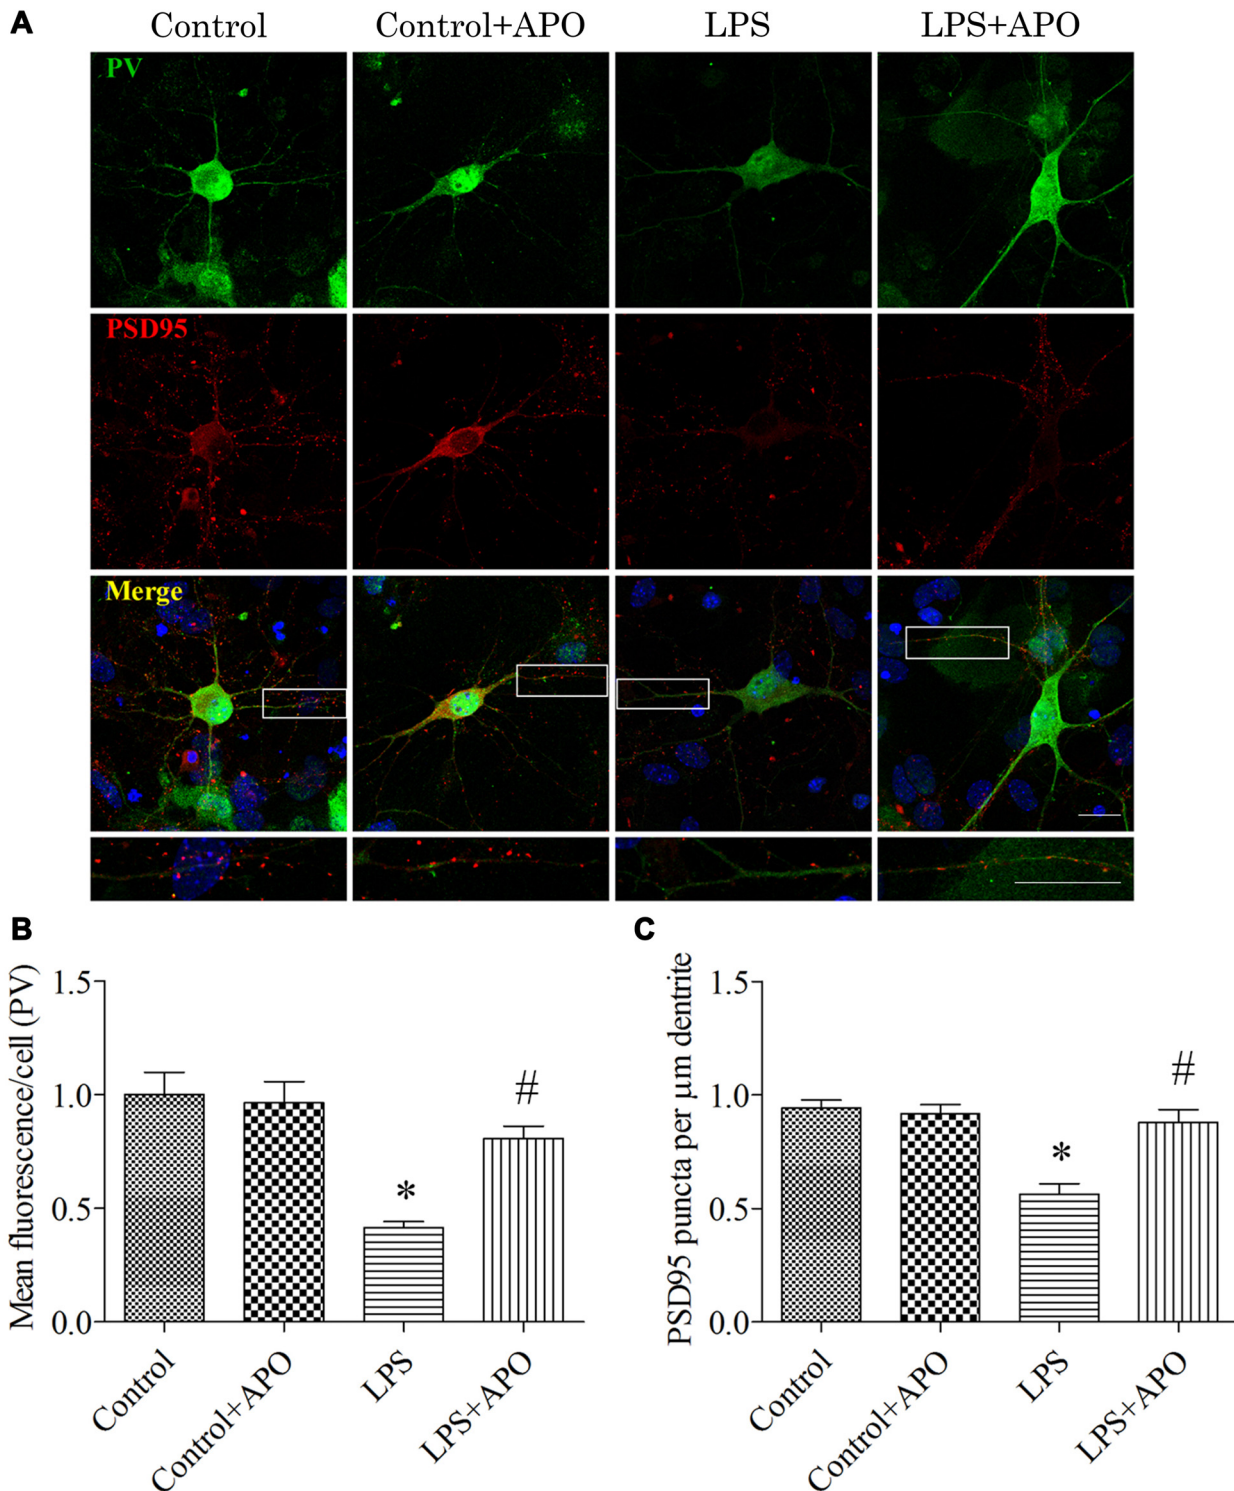 A
Control Control+APO LPS LPS+APO
PV
PSD95
Merge
B
Mean fluorescence/cell (PV)
1.5
1.0
0.5
0.0
#
*
Control
Control+APO
LPS
LPS+APO
C
PSD95 puncta per μm dentrite
1.5
1.0
0.5
0.0
#
*
Control
Control+APO
LPS
LPS+APO